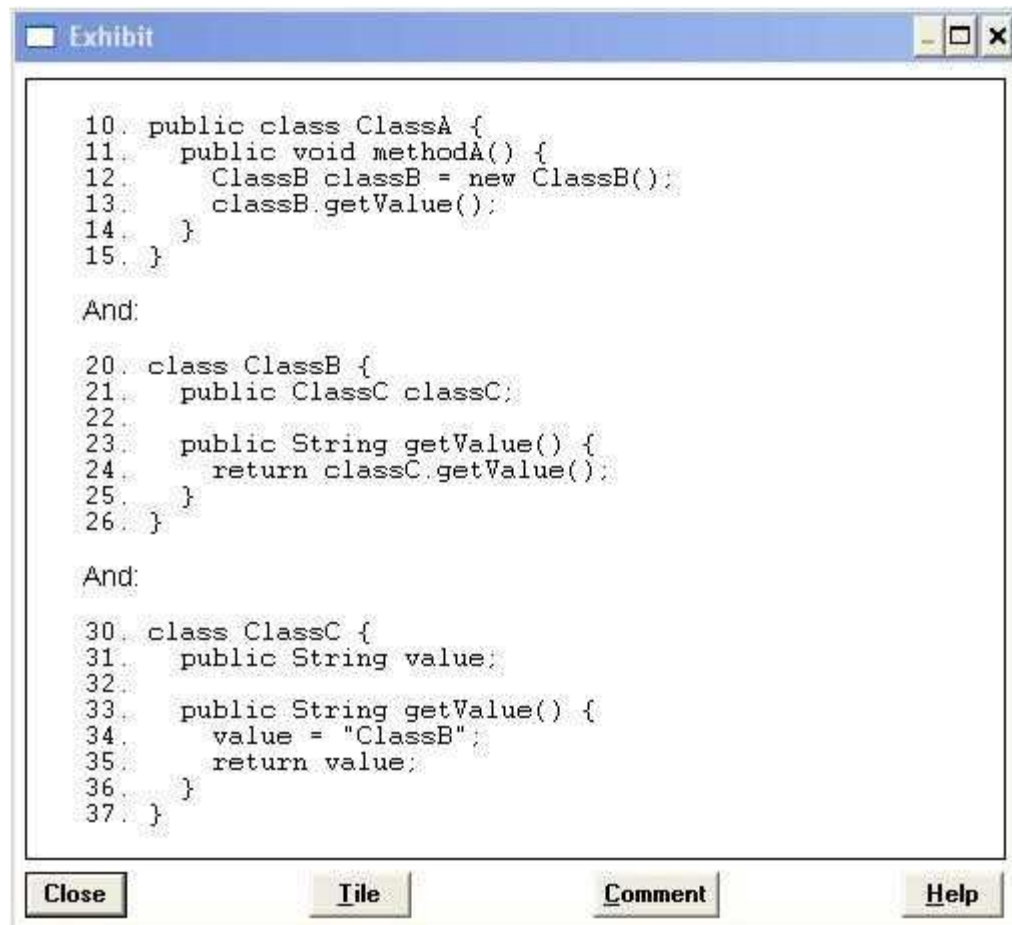 Exhibit
10. public class ClassA {
11.   public void methodA() {
12.     ClassB classB = new ClassB();
13.     classB.getValue();
14.   }
15. }
And:
20. class ClassB {
21.   public ClassC classC;
22.
23.   public String getValue() {
24.     return classC.getValue();
25.   }
26. }
And:
30. class ClassC {
31.   public String value;
32.
33.   public String getValue() {
34.     value = "ClassB";
35.     return value;
36.   }
37. }
Close Tile Comment Help